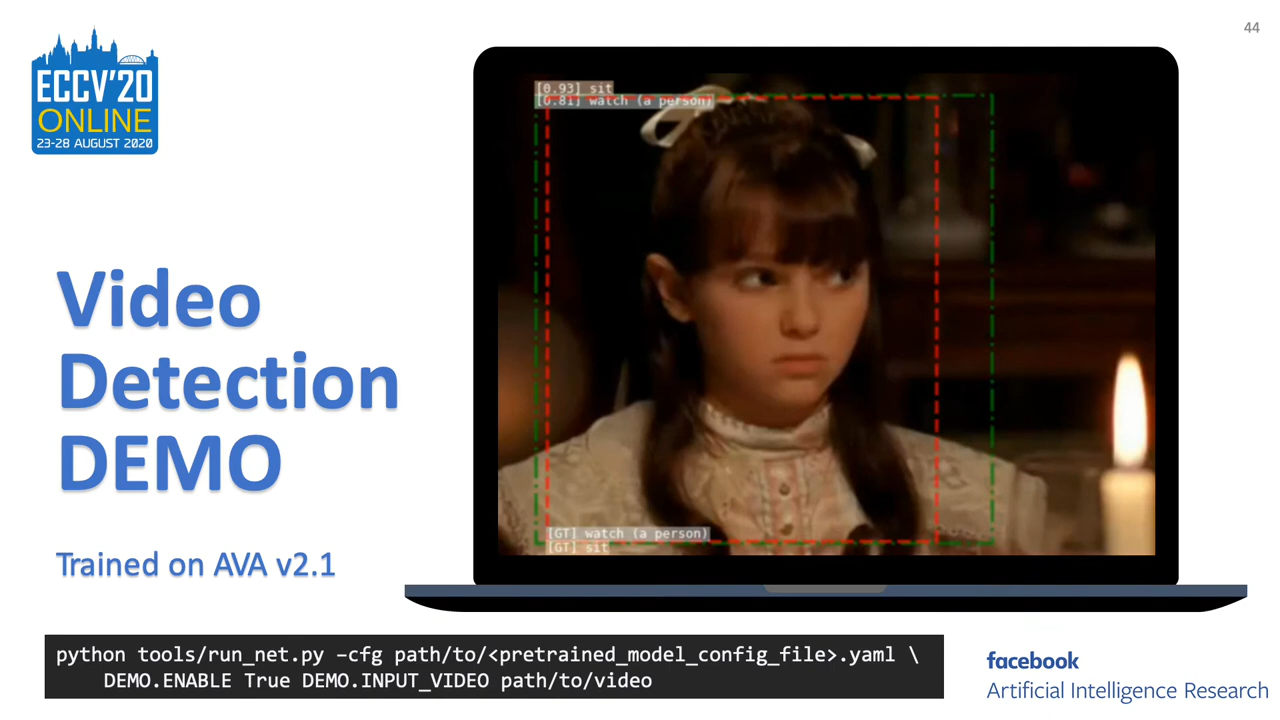 44
ECCV'20
ONLINE
23-28 AUGUST 2020
[0.93] sit
[0.81] watch (a person)
Video
Detection
DEMO
Trained on AVA v2.1
[GT] watch (a person)
[GT] sit
python tools/run_net.py –cfg path/to/<pretrained_model_config_file>.yaml \
DEMO.ENABLE True DEMO.INPUT_VIDEO path/to/video
facebook
Artificial Intelligence Research